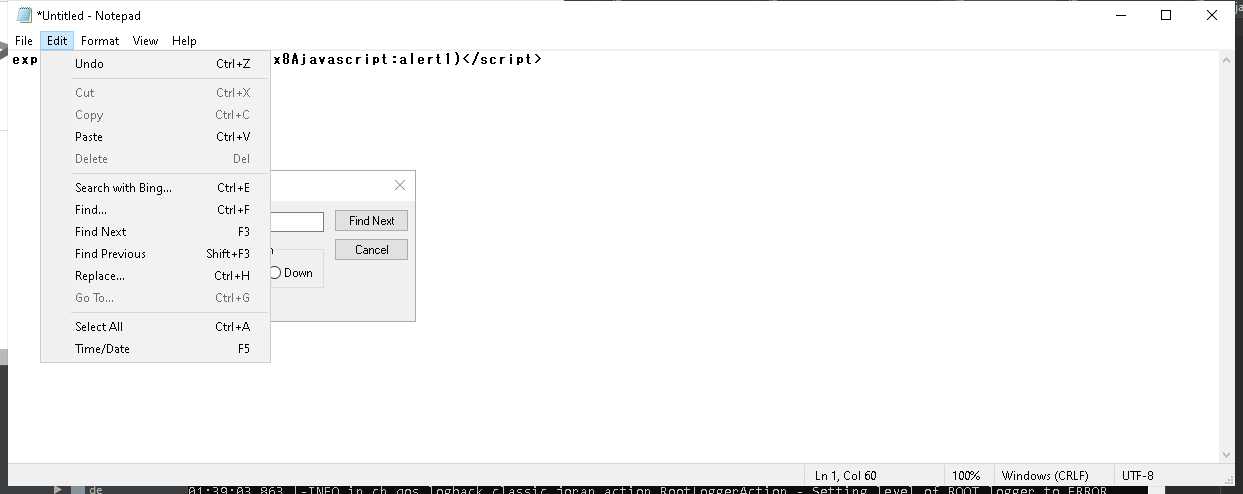 *Untitled - Notepad
File Edit Format View Help
exp x8Ajavascript:alert1)</script>
Undo Ctrl+Z
Cut Ctrl+X
Copy Ctrl+C
Paste Ctrl+V
Delete Del
Search with Bing... Ctrl+E
Find... Ctrl+F
Find Next F3
Find Previous Shift+F3
Replace... Ctrl+H
Go To... Ctrl+G
Select All Ctrl+A
Time/Date F5
Find Next
Cancel
Down
Ln 1, Col 60 100% Windows (CRLF) UTF-8
de 01:39:03,863 |-INFO in ch.qos.logback.classic.joran.action.RootLoggerAction - Setting level of ROOT logger to ERROR